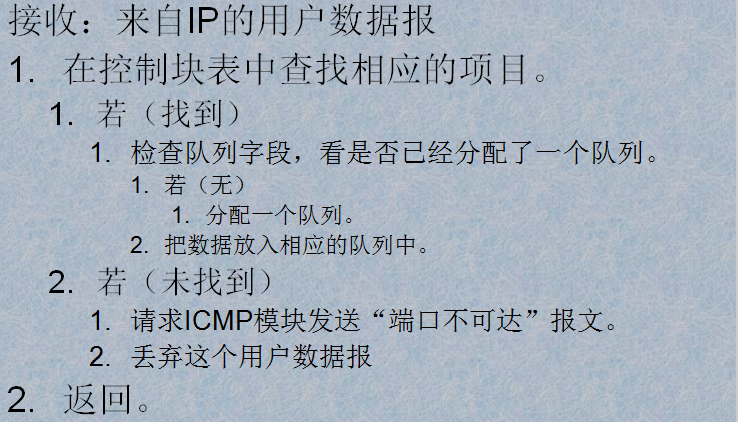 接收：来自IP的用户数据报
1. 在控制块表中查找相应的项目。
1. 若（找到）
1. 检查队列字段，看是否已经分配了一个队列。
1. 若（无）
1. 分配一个队列。
2. 把数据放入相应的队列中。
2. 若（未找到）
1. 请求ICMP模块发送“端口不可达”报文。
2. 丢弃这个用户数据报
2. 返回。